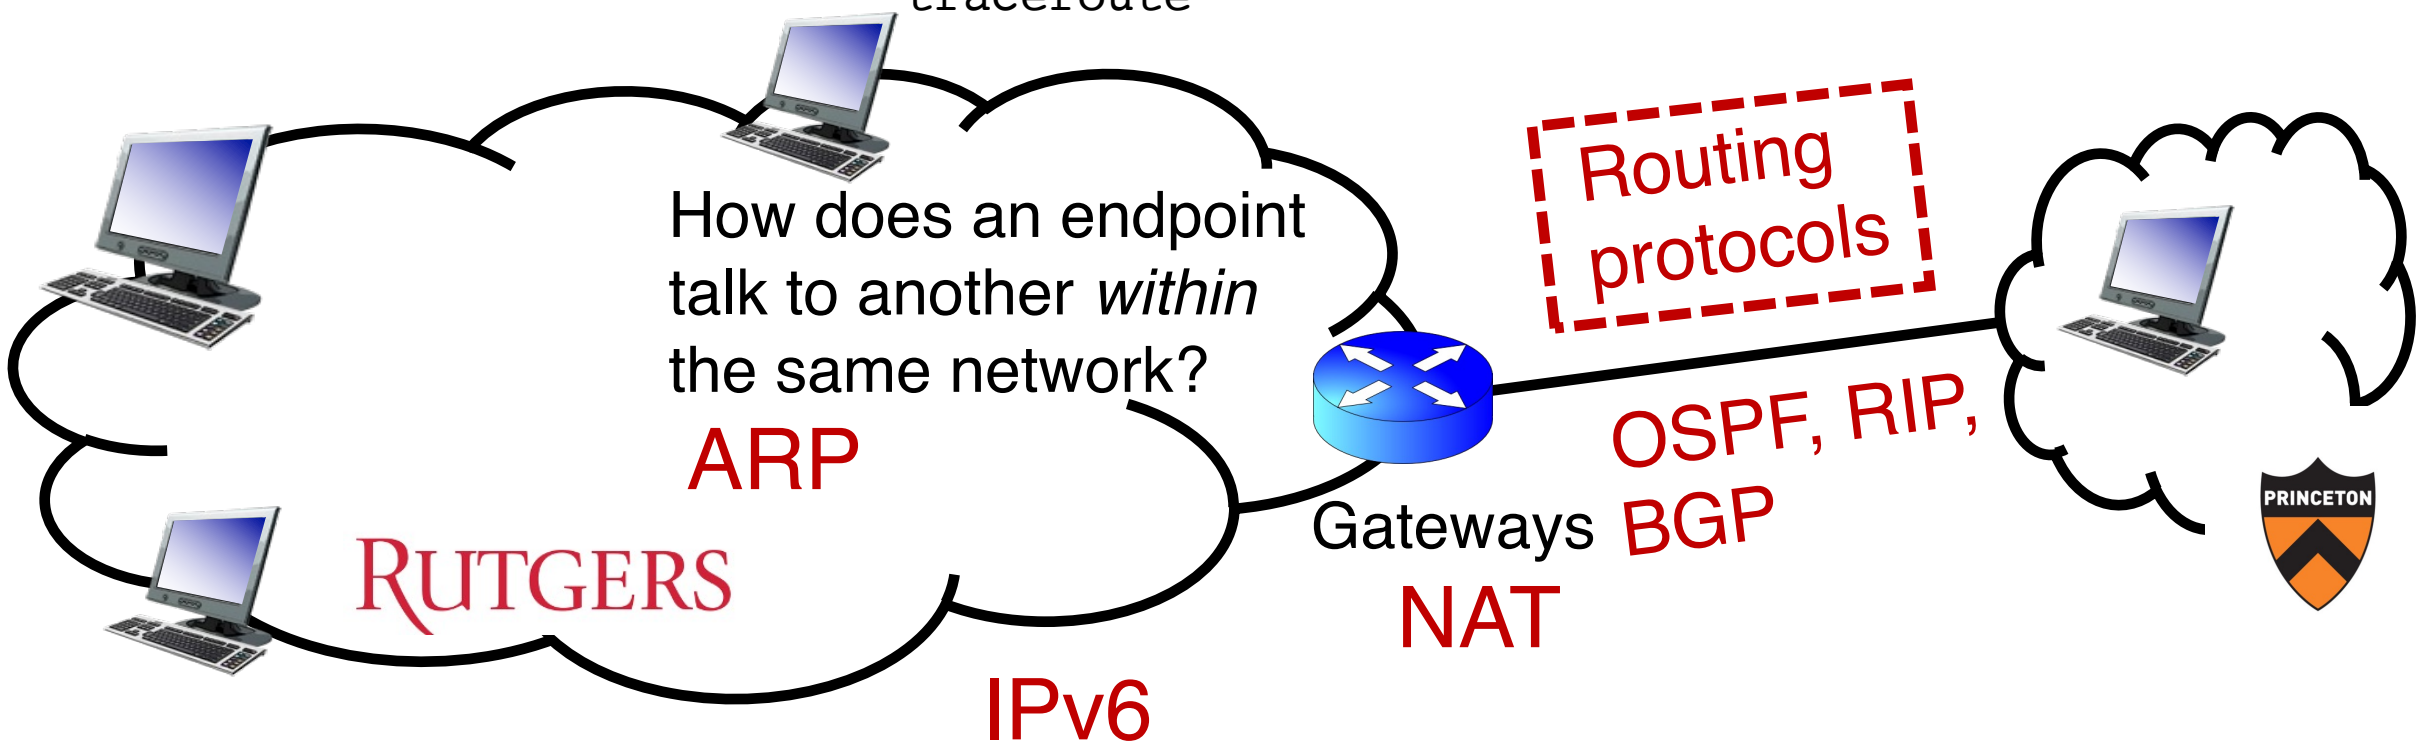 traceroute
Routing
protocols
How does an endpoint
talk to another within
the same network?
ARP
OSPF, RIP,
BGP
Gateways
NAT
RUTGERS
PRINCETON
IPv6